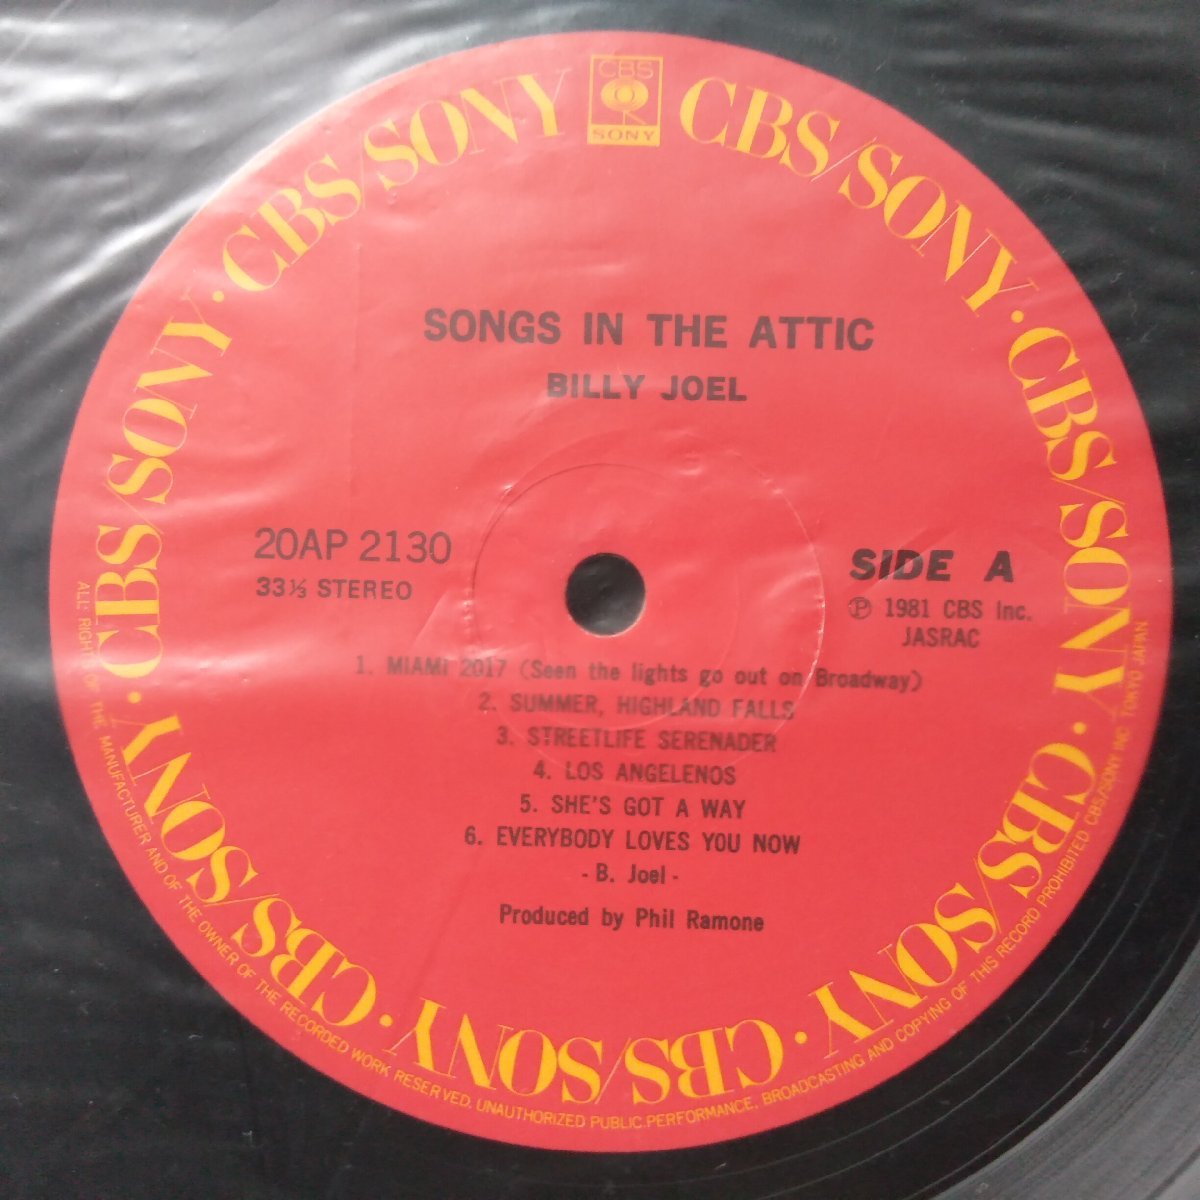 CBS
SONY
CBS/SONY · CBS/SONY · CBS/SONY · CBS/SONY · CBS/SONY · CBS/SONY · CBS/SONY · CBS/SONY
SONGS IN THE ATTIC
BILLY JOEL
20AP 2130
33⅓ STEREO
SIDE A
℗ 1981 CBS Inc.
JASRAC
1. MIAMI 2017 (Seen the lights go out on Broadway)
2. SUMMER, HIGHLAND FALLS
3. STREETLIFE SERENADER
4. LOS ANGELENOS
5. SHE'S GOT A WAY
6. EVERYBODY LOVES YOU NOW
- B. Joel -
Produced by Phil Ramone
ALL RIGHTS OF THE MANUFACTURER AND OF THE OWNER OF THE RECORDED WORK RESERVED. UNAUTHORIZED PUBLIC PERFORMANCE, BROADCASTING AND COPYING OF THIS RECORD PROHIBITED CBS/SONY INC TOKYO JAPAN